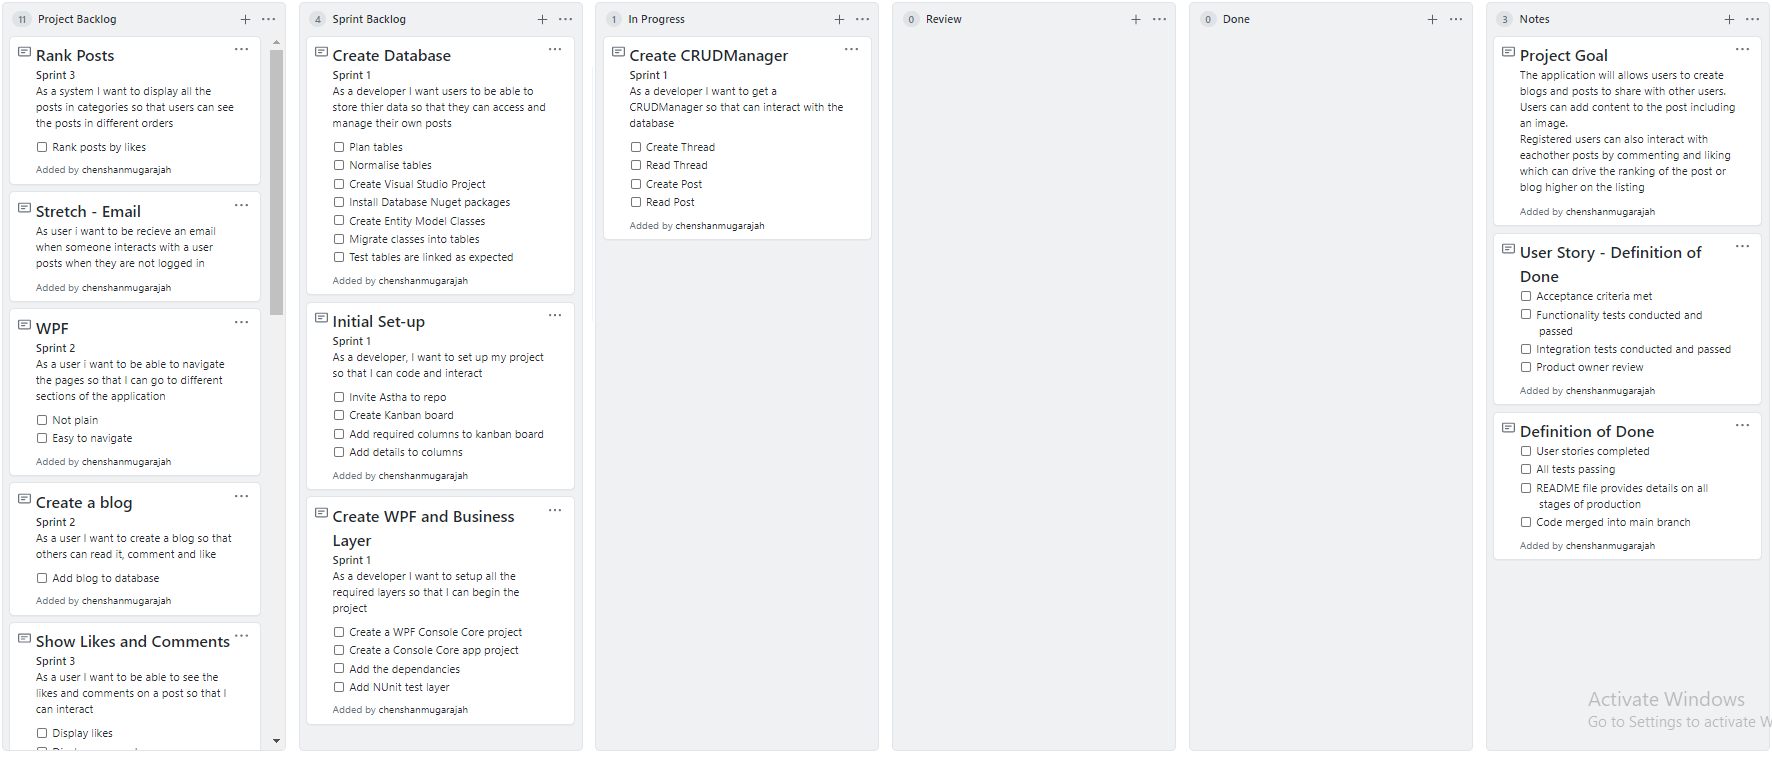 11 Project Backlog
Rank Posts
Sprint 3
As a system I want to display all the
posts in categories so that users can see
the posts in different orders
Rank posts by likes
Added by chenshanmugarajah
Stretch - Email
As user i want to be recieve an email
when someone interacts with a user
posts when they are not logged in
Added by chenshanmugarajah
WPF
Sprint 2
As a user i want to be able to navigate
the pages so that I can go to different
sections of the application
Not plain
Easy to navigate
Added by chenshanmugarajah
Create a blog
Sprint 2
As a user I want to create a blog so that
others can read it, comment and like
Add blog to database
Added by chenshanmugarajah
Show Likes and Comments
Sprint 3
As a user I want to be able to see the
likes and comments on a post so that I
can interact
Display likes
4 Sprint Backlog
Create Database
Sprint 1
As a developer I want users to be able to
store thier data so that they can access and
manage their own posts
Plan tables
Normalise tables
Create Visual Studio Project
Install Database Nuget packages
Create Entity Model Classes
Migrate classes into tables
Test tables are linked as expected
Added by chenshanmugarajah
Initial Set-up
Sprint 1
As a developer, I want to set up my project
so that I can code and interact
Invite Astha to repo
Create Kanban board
Add required columns to kanban board
Add details to columns
Added by chenshanmugarajah
Create WPF and Business
Layer
Sprint 1
As a developer I want to setup all the
required layers so that I can begin the
project
Create a WPF Console Core project
Create a Console Core app project
Add the dependancies
Add NUnit test layer
Added by chenshanmugarajah
1 In Progress
Create CRUDManager
Sprint 1
As a developer I want to get a
CRUDManager so that can interact with the
database
Create Thread
Read Thread
Create Post
Read Post
Added by chenshanmugarajah
0 Review
0 Done
3 Notes
Project Goal
The application will allows users to create
blogs and posts to share with other users.
Users can add content to the post including
an image.
Registered users can also interact with
eachother posts by commenting and liking
which can drive the ranking of the post or
blog higher on the listing
Added by chenshanmugarajah
User Story - Definition of
Done
Acceptance criteria met
Functionality tests conducted and
passed
Integration tests conducted and passed
Product owner review
Added by chenshanmugarajah
Definition of Done
User stories completed
All tests passing
README file provides details on all
stages of production
Code merged into main branch
Added by chenshanmugarajah
Activate Windows
Go to Settings to activate W